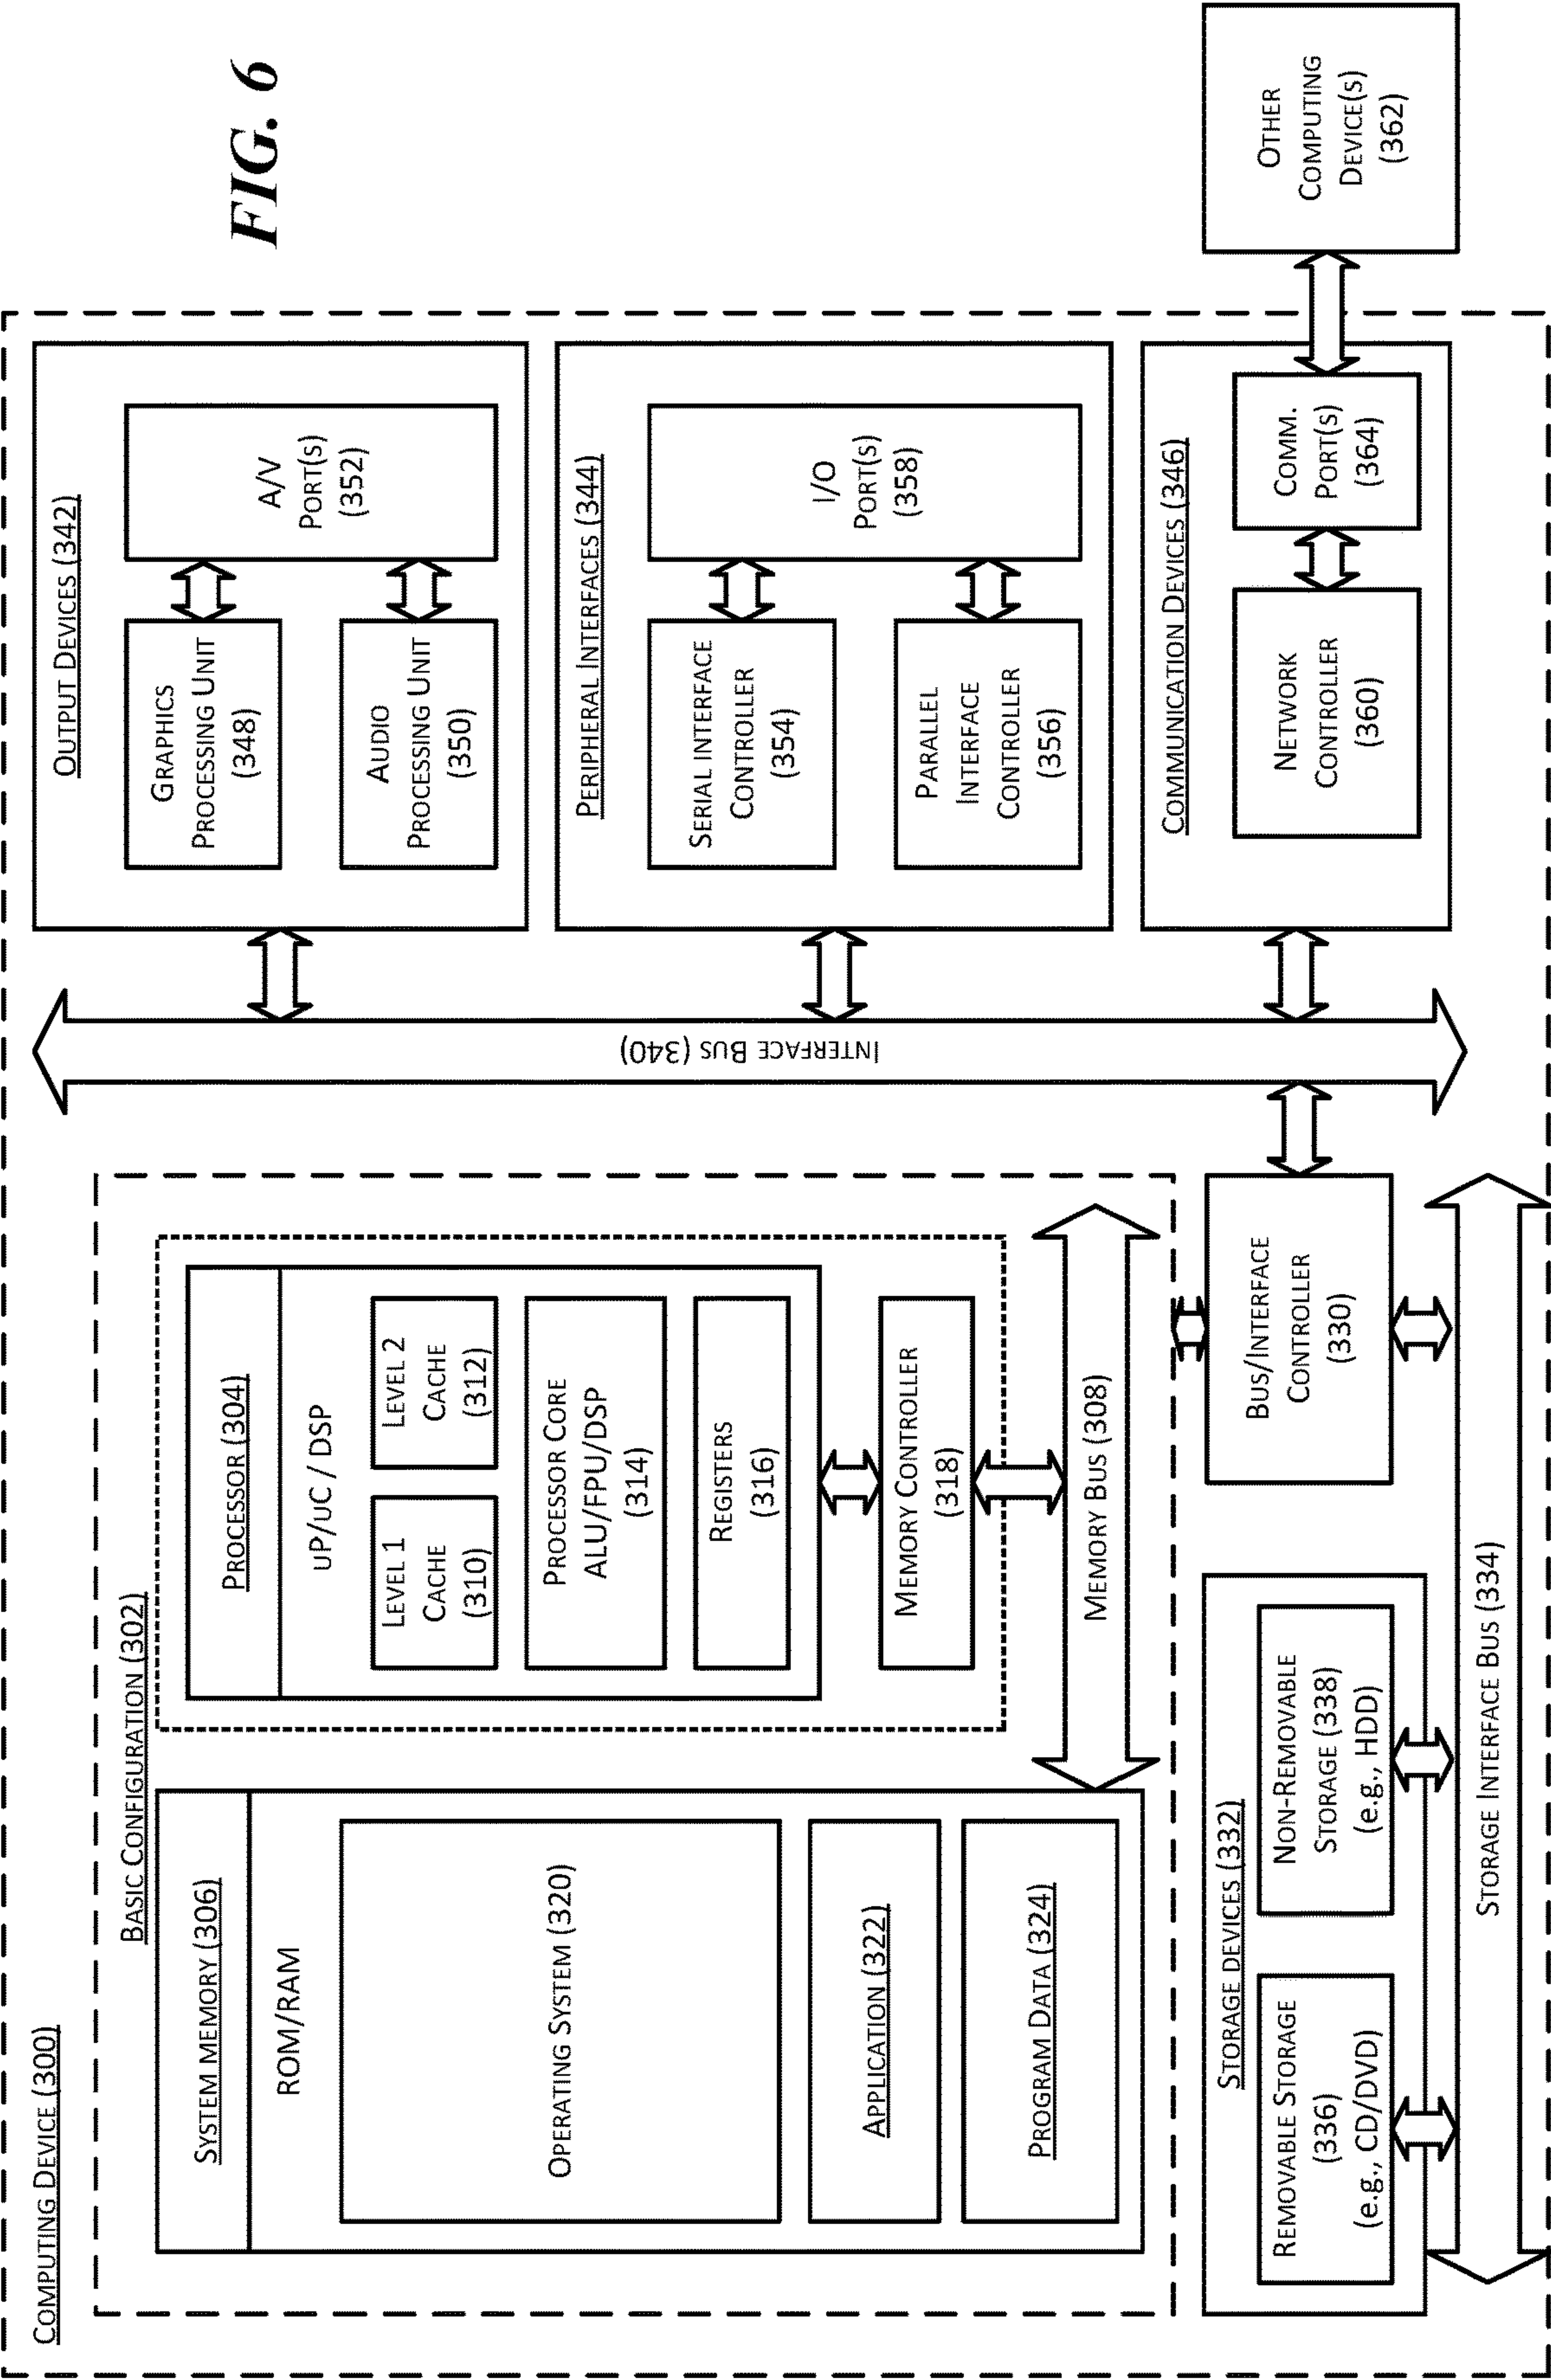 COMPUTING DEVICE (300)
BASIC CONFIGURATION (302)
SYSTEM MEMORY (306)
ROM/RAM
OPERATING SYSTEM (320)
APPLICATION (322)
PROGRAM DATA (324)
PROCESSOR (304)
uP/uC / DSP
LEVEL 1
CACHE
(310)
LEVEL 2
CACHE
(312)
PROCESSOR CORE
ALU/FPU/DSP
(314)
REGISTERS
(316)
MEMORY CONTROLLER
(318)
MEMORY BUS (308)
STORAGE DEVICES (332)
REMOVABLE STORAGE
(336)
(e.g., CD/DVD)
NON-REMOVABLE
STORAGE (338)
(e.g., HDD)
BUS/INTERFACE
CONTROLLER
(330)
STORAGE INTERFACE BUS (334)
INTERFACE BUS (340)
OUTPUT DEVICES (342)
GRAPHICS
PROCESSING UNIT
(348)
AUDIO
PROCESSING UNIT
(350)
A/V
PORT(S)
(352)
PERIPHERAL INTERFACES (344)
SERIAL INTERFACE
CONTROLLER
(354)
PARALLEL
INTERFACE
CONTROLLER
(356)
I/O
PORT(S)
(358)
COMMUNICATION DEVICES (346)
NETWORK
CONTROLLER
(360)
COMM.
PORT(S)
(364)
OTHER
COMPUTING
DEVICE(S)
(362)
FIG. 6